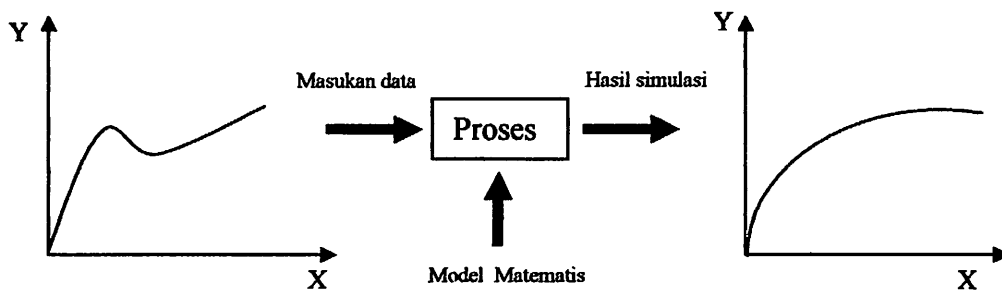 Y
Masukan data
Proses
Hasil simulasi
Y
X
Model Matematis
X